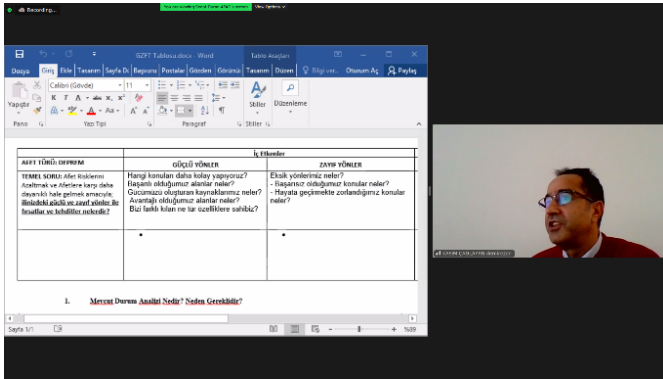 Recording...
View Options
GZFT Tablosu.docx - Word
Tablo Araçları
Dosya Giriş Ekle Tasarım Sayfa Dü Başvuru Postalar Gözden Görünü Tasarım Düzen Bilgi ver... Oturum Aç Paylaş
Calibri (Gövde) 11
Yapıştır
Stiller
Düzenleme
Pano Yazı Tipi Paragraf Stiller
İç Etkenler
AFET TÜRÜ: DEPREM
GÜÇLÜ YÖNLER
ZAYIF YÖNLER
TEMEL SORU: Afet Risklerini
Azaltmak ve Afetlere karşı daha
dayanıklı hale gelmek amacıyla;
ilinizdeki güçlü ve zayıf yönler ile
fırsatlar ve tehditler nelerdir?
Hangi konuları daha kolay yapıyoruz?
Başarılı olduğumuz alanlar neler?
Gücümüzü oluşturan kaynaklarımız neler?
Avantajlı olduğumuz alanlar neler?
Bizi farklı kılan ne tür özelliklere sahibiz?
Eksik yönlerimiz neler?
- Başarısız olduğumuz konular neler?
- Hayata geçirmekte zorlandığımız konular
neler?
1. Mevcut Durum Analizi Nedir? Neden Gereklidir?
Sayfa 1/1